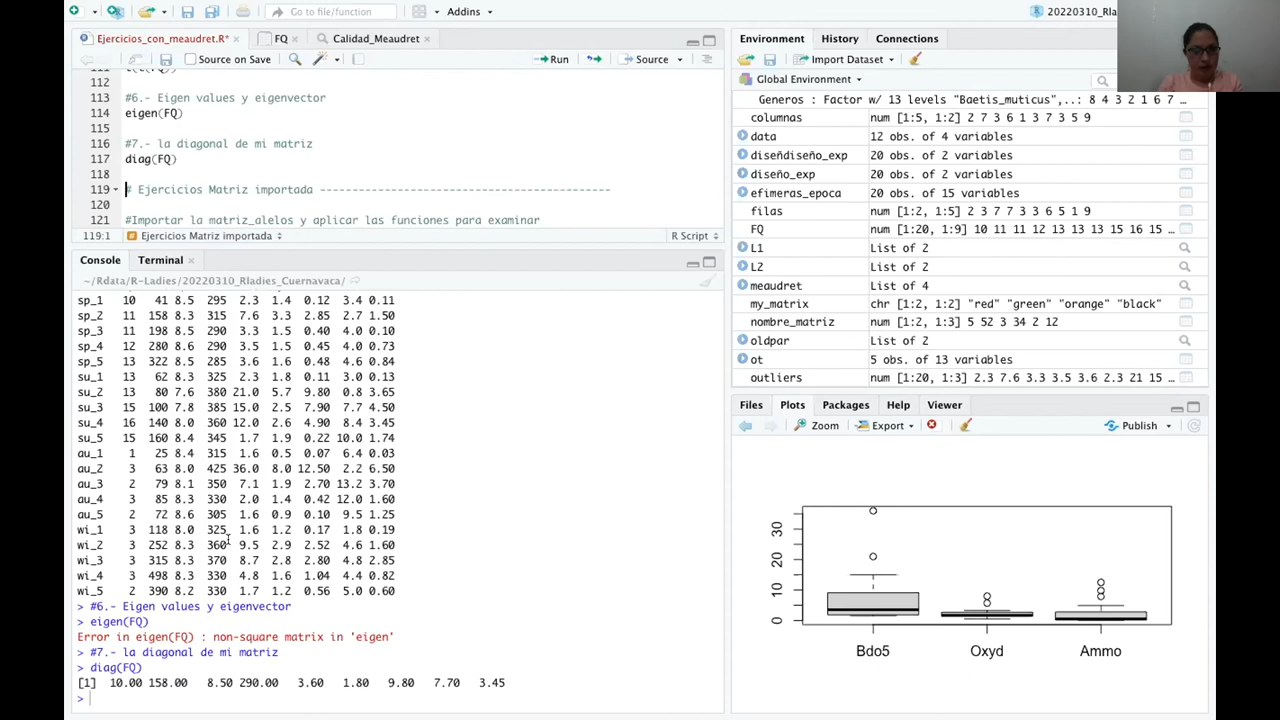 Go to file/function
Addins
20220310_Rla
Ejercicios_con_meaudret.R*
FQ
Calidad_Meaudret
Source on Save
Run
Source
112
113 #6.- Eigen values y eigenvector
114 eigen(FQ)
115
116 #7.- la diagonal de mi matriz
117 diag(FQ)
118
119 # Ejercicios Matriz importada ---------------------------------------------
120
121 #Importar la matriz_alelos y aplicar las funciones para examinar
119:1
Ejercicios Matriz importada
R Script
Console
Terminal
~/Rdata/R-Ladies/20220310_Rladies_Cuernavaca/
sp_1 10 41 8.5 295 2.3 1.4 0.12 3.4 0.11
sp_2 11 158 8.3 315 7.6 3.3 2.85 2.7 1.50
sp_3 11 198 8.5 290 3.3 1.5 0.40 4.0 0.10
sp_4 12 280 8.6 290 3.5 1.5 0.45 4.0 0.73
sp_5 13 322 8.5 285 3.6 1.6 0.48 4.6 0.84
su_1 13 62 8.3 325 2.3 1.8 0.11 3.0 0.13
su_2 13 80 7.6 380 21.0 5.7 9.80 0.8 3.65
su_3 15 100 7.8 385 15.0 2.5 7.90 7.7 4.50
su_4 16 140 8.0 360 12.0 2.6 4.90 8.4 3.45
su_5 15 160 8.4 345 1.7 1.9 0.22 10.0 1.74
au_1 1 25 8.4 315 1.6 0.5 0.07 6.4 0.03
au_2 3 63 8.0 425 36.0 8.0 12.50 2.2 6.50
au_3 2 79 8.1 350 7.1 1.9 2.70 13.2 3.70
au_4 3 85 8.3 330 2.0 1.4 0.42 12.0 1.60
au_5 2 72 8.6 305 1.6 0.9 0.10 9.5 1.25
wi_1 3 118 8.0 325 1.6 1.2 0.17 1.8 0.19
wi_2 3 252 8.3 360 9.5 2.9 2.52 4.6 1.60
wi_3 3 315 8.3 370 8.7 2.8 2.80 4.8 2.85
wi_4 3 498 8.3 330 4.8 1.6 1.04 4.4 0.82
wi_5 2 390 8.2 330 1.7 1.2 0.56 5.0 0.60
> #6.- Eigen values y eigenvector
> eigen(FQ)
Error in eigen(FQ) : non-square matrix in 'eigen'
> #7.- la diagonal de mi matriz
> diag(FQ)
[1] 10.00 158.00 8.50 290.00 3.60 1.80 9.80 7.70 3.45
>
Environment
History
Connections
Import Dataset
Global Environment
Generos : Factor w/ 13 levels "Baetis_muticus",..: 8 4 3 2 1 6 7 …
columnas num [1:5, 1:2] 2 7 3 6 1 3 7 3 5 9
data 12 obs. of 4 variables
diseñdiseño_exp 20 obs. of 2 variables
diseño_exp 20 obs. of 2 variables
efimeras_epoca 20 obs. of 15 variables
filas num [1:2, 1:5] 2 3 7 7 3 3 6 5 1 9
FQ num [1:20, 1:9] 10 11 11 12 13 13 13 15 16 15 …
L1 List of 2
L2 List of 2
meaudret List of 4
my_matrix chr [1:2, 1:2] "red" "green" "orange" "black"
nombre_matriz num [1:2, 1:3] 5 52 3 34 2 12
oldpar List of 2
ot 5 obs. of 13 variables
outliers num [1:20, 1:3] 2.3 7.6 3.3 3.5 3.6 2.3 21 15 …
Files
Plots
Packages
Help
Viewer
Zoom
Export
Publish
30
20
10
0
Bdo5
Oxyd
Ammo